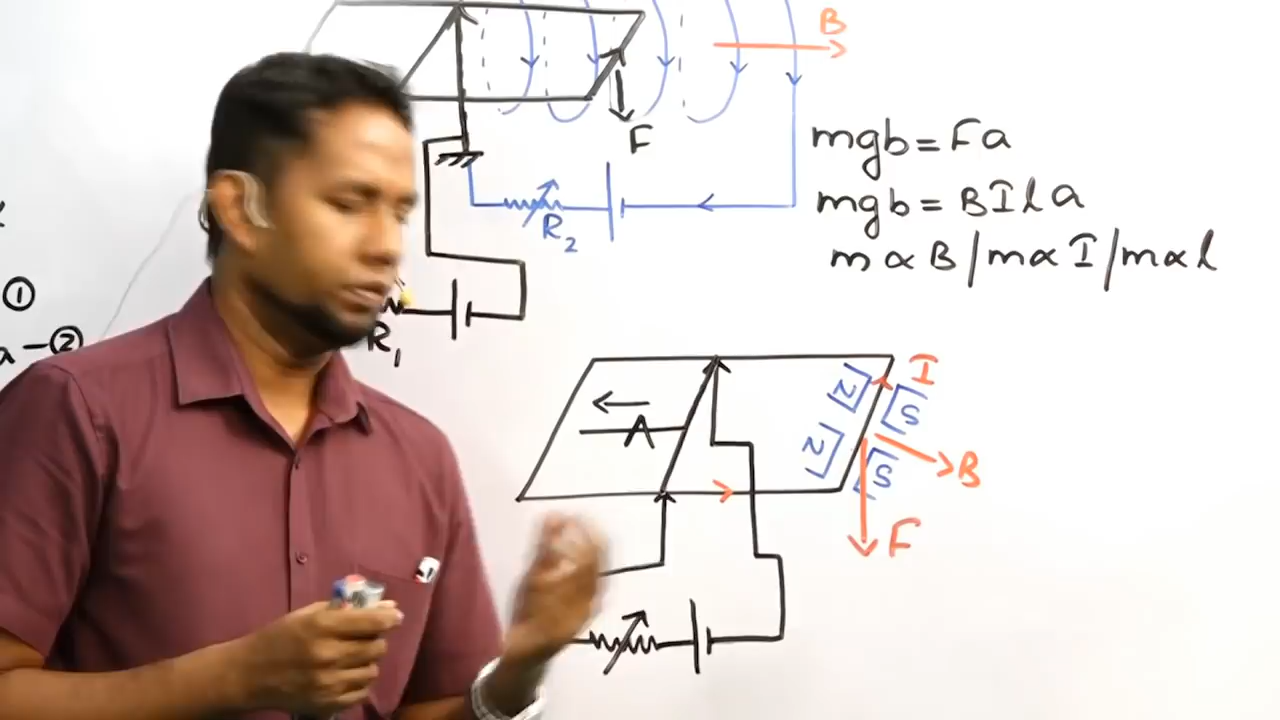 B
F
mgb = Fa
mgb = BIla
m ∝ B / m ∝ I / m ∝ l
R₂
①
a – ②
R₁
I
N S
A
N S
B
F